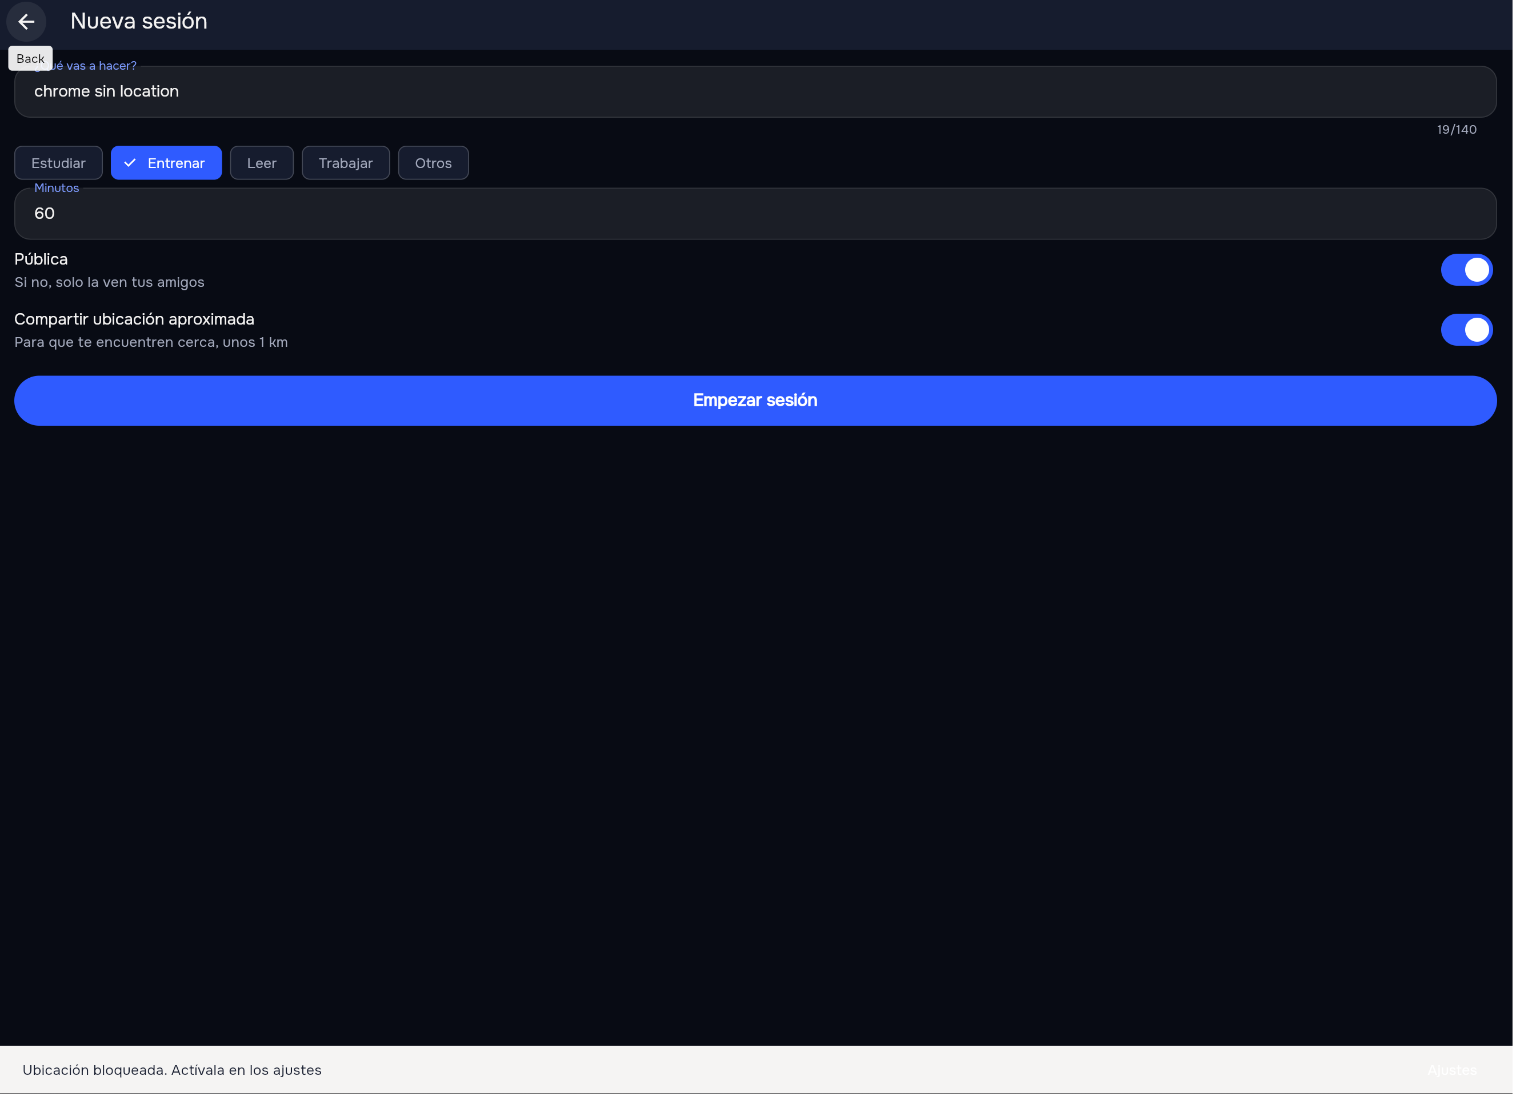 Nueva sesión
Back
ué vas a hacer?
chrome sin location
19/140
Estudiar
Entrenar
Leer
Trabajar
Otros
Minutos
60
Pública
Si no, solo la ven tus amigos
Compartir ubicación aproximada
Para que te encuentren cerca, unos 1 km
Empezar sesión
Ubicación bloqueada. Actívala en los ajustes
Ajustes